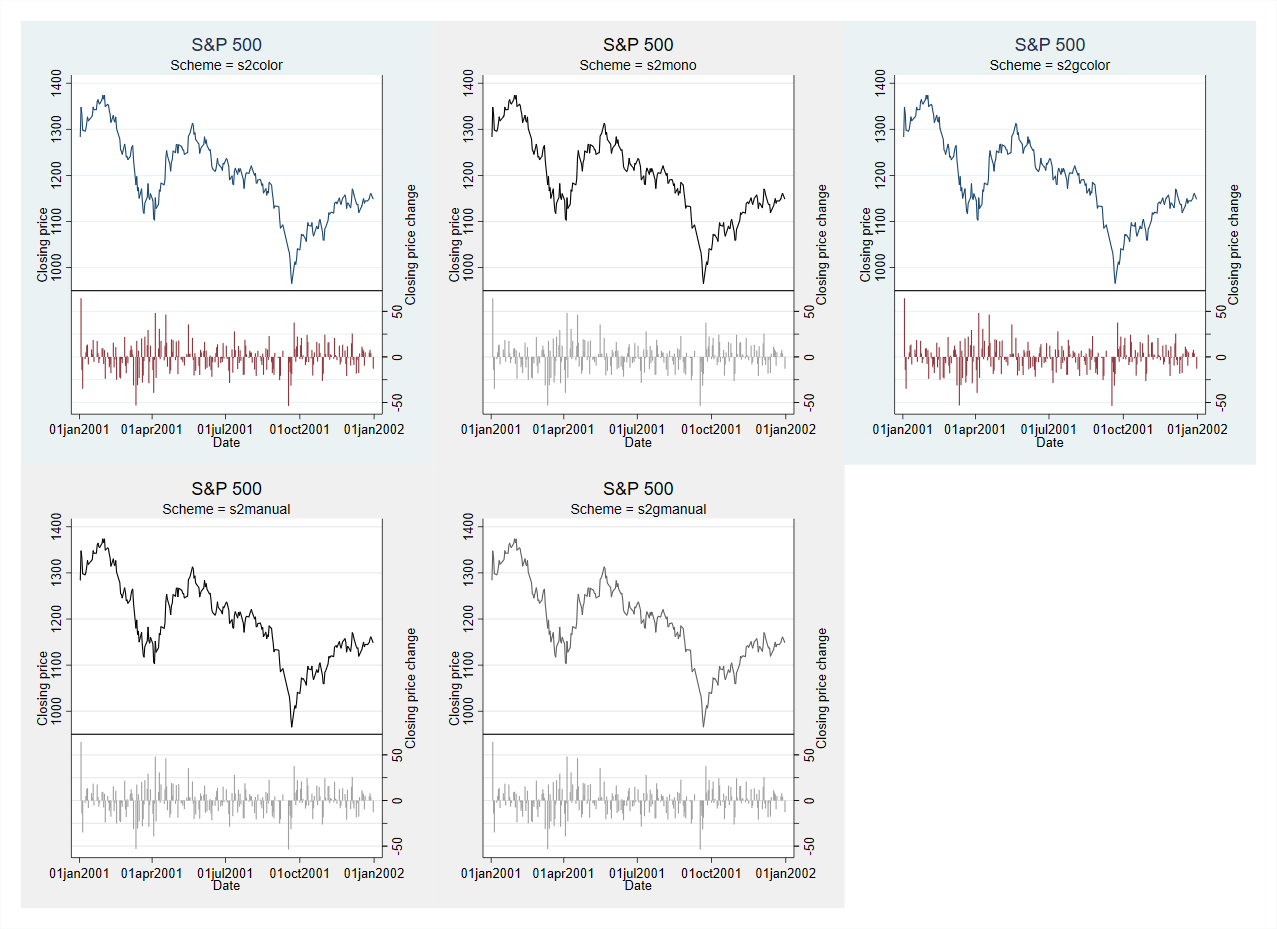 S&P 500
Scheme = s2color
Closing price
1400
1300
1200
1100
1000
Closing price change
50
0
-50
01jan2001 01apr2001 01jul2001 01oct2001 01jan2002
Date
S&P 500
Scheme = s2mono
Closing price
1400
1300
1200
1100
1000
Closing price change
50
0
-50
01jan2001 01apr2001 01jul2001 01oct2001 01jan2002
Date
S&P 500
Scheme = s2gcolor
Closing price
1400
1300
1200
1100
1000
Closing price change
50
0
-50
01jan2001 01apr2001 01jul2001 01oct2001 01jan2002
Date
S&P 500
Scheme = s2manual
Closing price
1400
1300
1200
1100
1000
Closing price change
50
0
-50
01jan2001 01apr2001 01jul2001 01oct2001 01jan2002
Date
S&P 500
Scheme = s2gmanual
Closing price
1400
1300
1200
1100
1000
Closing price change
50
0
-50
01jan2001 01apr2001 01jul2001 01oct2001 01jan2002
Date